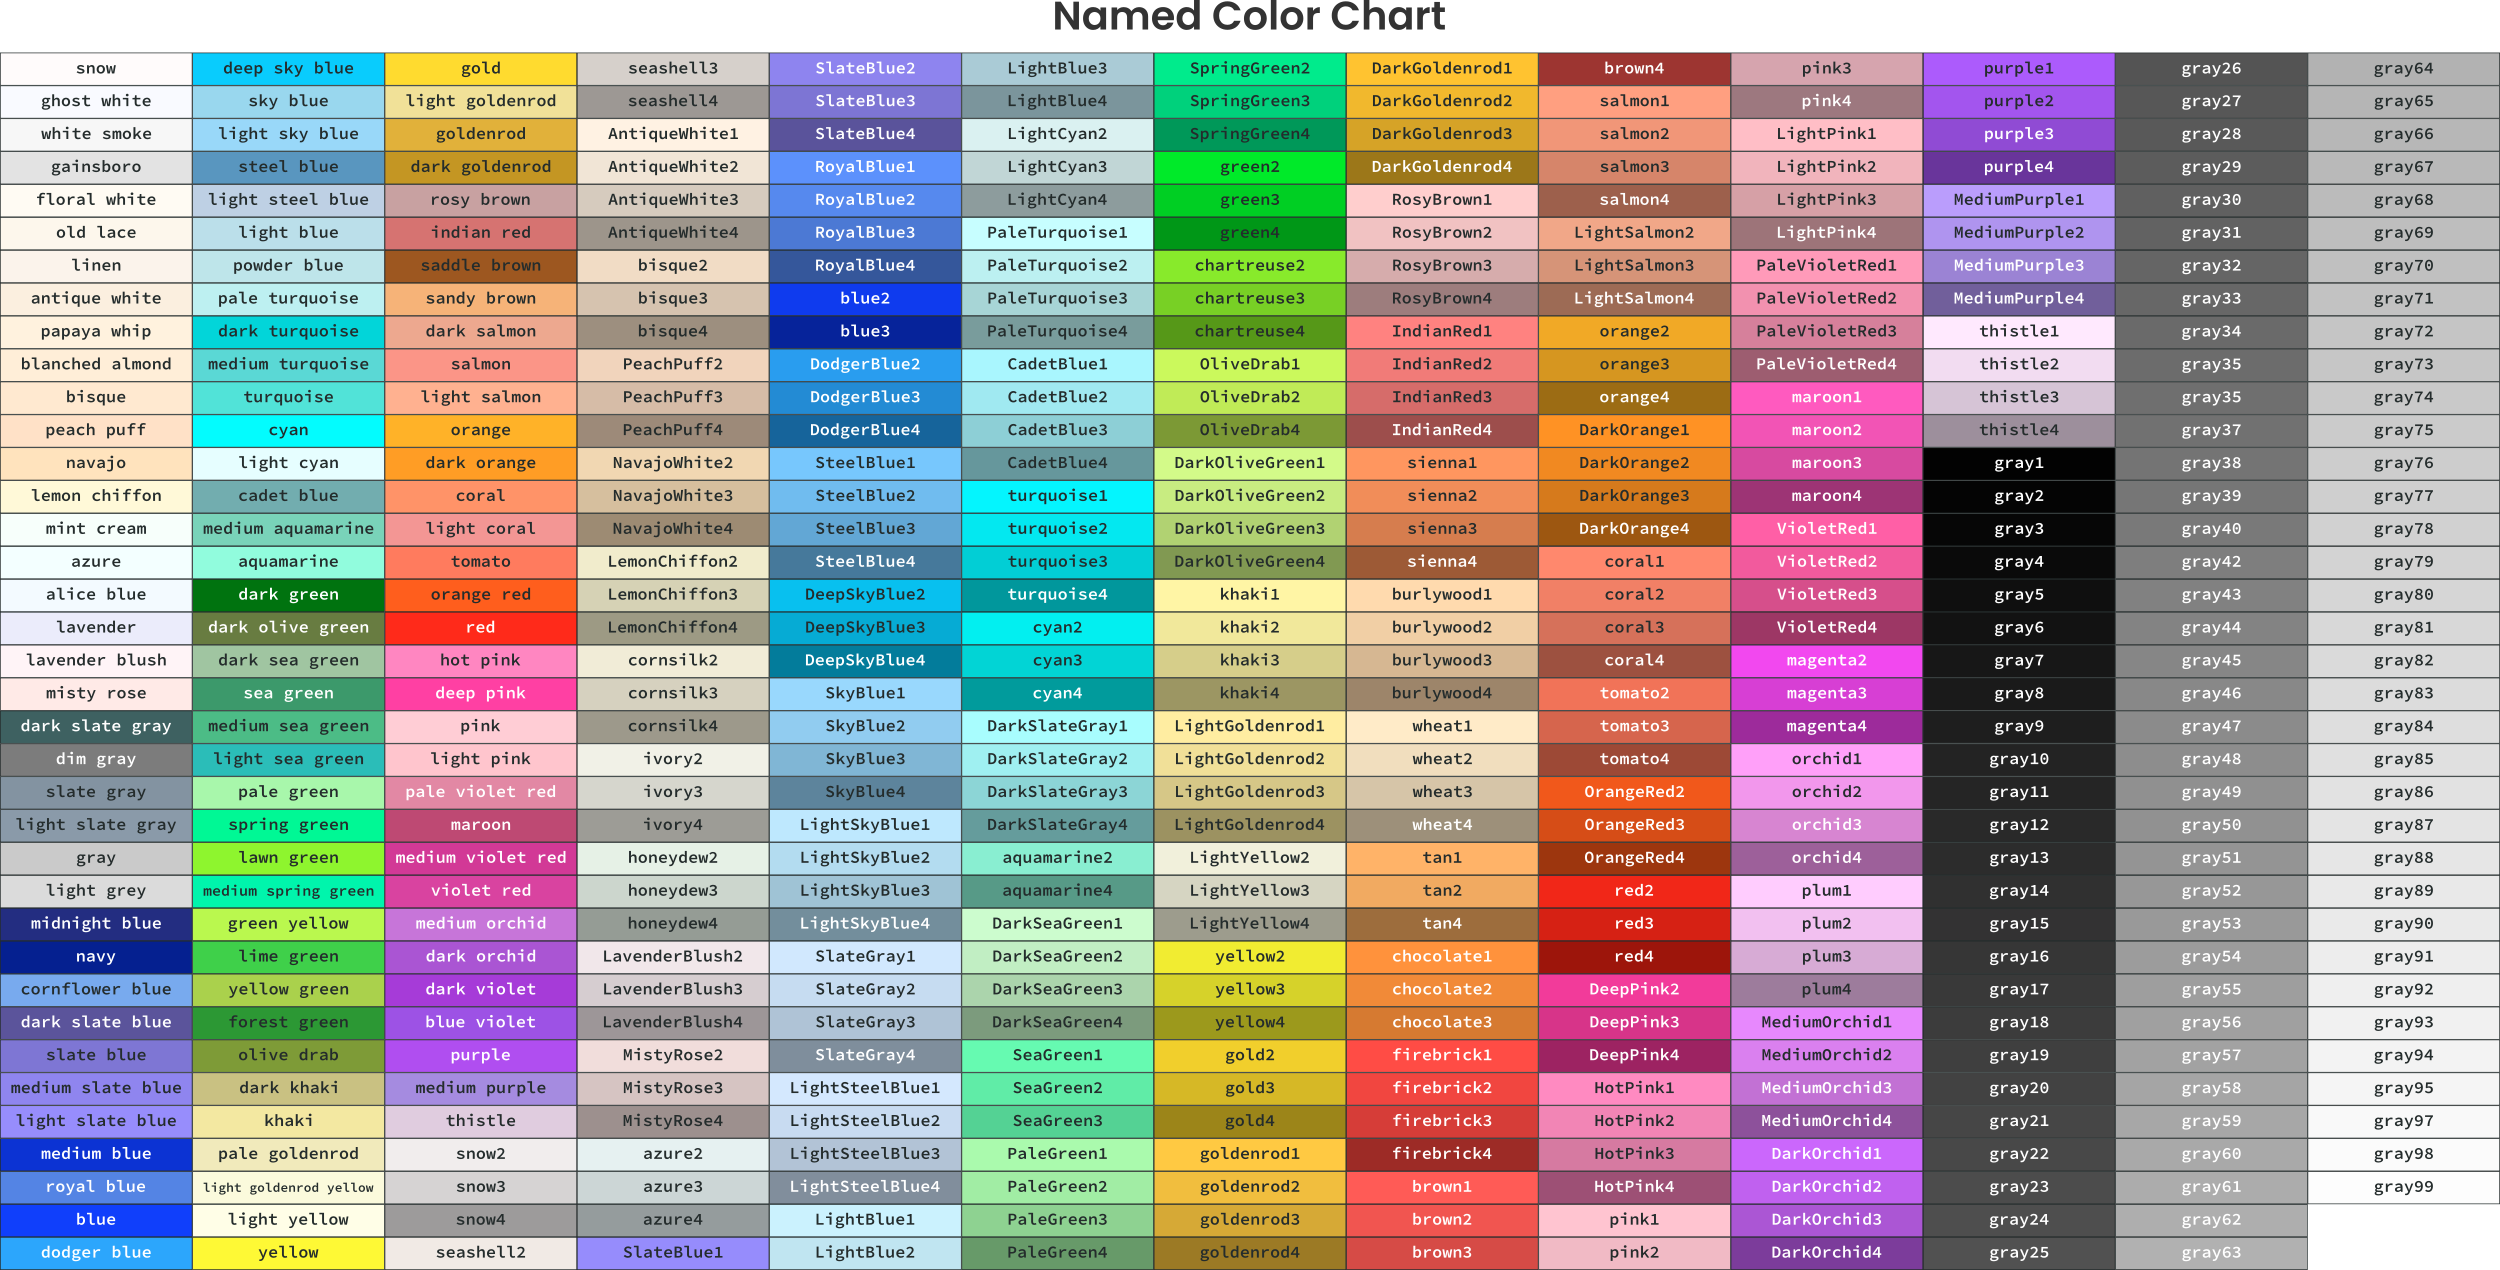 Named Color Chart
snow deep sky blue gold seashell3 SlateBlue2 LightBlue3 SpringGreen2 DarkGoldenrod1 brown4 pink3 purple1 gray26 gray64
ghost white sky blue light goldenrod seashell4 SlateBlue3 LightBlue4 SpringGreen3 DarkGoldenrod2 salmon1 pink4 purple2 gray27 gray65
white smoke light sky blue goldenrod AntiqueWhite1 SlateBlue4 LightCyan2 SpringGreen4 DarkGoldenrod3 salmon2 LightPink1 purple3 gray28 gray66
gainsboro steel blue dark goldenrod AntiqueWhite2 RoyalBlue1 LightCyan3 green2 DarkGoldenrod4 salmon3 LightPink2 purple4 gray29 gray67
floral white light steel blue rosy brown AntiqueWhite3 RoyalBlue2 LightCyan4 green3 RosyBrown1 salmon4 LightPink3 MediumPurple1 gray30 gray68
old lace light blue indian red AntiqueWhite4 RoyalBlue3 PaleTurquoise1 green4 RosyBrown2 LightSalmon2 LightPink4 MediumPurple2 gray31 gray69
linen powder blue saddle brown bisque2 RoyalBlue4 PaleTurquoise2 chartreuse2 RosyBrown3 LightSalmon3 PaleVioletRed1 MediumPurple3 gray32 gray70
antique white pale turquoise sandy brown bisque3 blue2 PaleTurquoise3 chartreuse3 RosyBrown4 LightSalmon4 PaleVioletRed2 MediumPurple4 gray33 gray71
papaya whip dark turquoise dark salmon bisque4 blue3 PaleTurquoise4 chartreuse4 IndianRed1 orange2 PaleVioletRed3 thistle1 gray34 gray72
blanched almond medium turquoise salmon PeachPuff2 DodgerBlue2 CadetBlue1 OliveDrab1 IndianRed2 orange3 PaleVioletRed4 thistle2 gray35 gray73
bisque turquoise light salmon PeachPuff3 DodgerBlue3 CadetBlue2 OliveDrab2 IndianRed3 orange4 maroon1 thistle3 gray35 gray74
peach puff cyan orange PeachPuff4 DodgerBlue4 CadetBlue3 OliveDrab4 IndianRed4 DarkOrange1 maroon2 thistle4 gray37 gray75
navajo light cyan dark orange NavajoWhite2 SteelBlue1 CadetBlue4 DarkOliveGreen1 sienna1 DarkOrange2 maroon3 gray1 gray38 gray76
lemon chiffon cadet blue coral NavajoWhite3 SteelBlue2 turquoise1 DarkOliveGreen2 sienna2 DarkOrange3 maroon4 gray2 gray39 gray77
mint cream medium aquamarine light coral NavajoWhite4 SteelBlue3 turquoise2 DarkOliveGreen3 sienna3 DarkOrange4 VioletRed1 gray3 gray40 gray78
azure aquamarine tomato LemonChiffon2 SteelBlue4 turquoise3 DarkOliveGreen4 sienna4 coral1 VioletRed2 gray4 gray42 gray79
alice blue dark green orange red LemonChiffon3 DeepSkyBlue2 turquoise4 khaki1 burlywood1 coral2 VioletRed3 gray5 gray43 gray80
lavender dark olive green red LemonChiffon4 DeepSkyBlue3 cyan2 khaki2 burlywood2 coral3 VioletRed4 gray6 gray44 gray81
lavender blush dark sea green hot pink cornsilk2 DeepSkyBlue4 cyan3 khaki3 burlywood3 coral4 magenta2 gray7 gray45 gray82
misty rose sea green deep pink cornsilk3 SkyBlue1 cyan4 khaki4 burlywood4 tomato2 magenta3 gray8 gray46 gray83
dark slate gray medium sea green pink cornsilk4 SkyBlue2 DarkSlateGray1 LightGoldenrod1 wheat1 tomato3 magenta4 gray9 gray47 gray84
dim gray light sea green light pink ivory2 SkyBlue3 DarkSlateGray2 LightGoldenrod2 wheat2 tomato4 orchid1 gray10 gray48 gray85
slate gray pale green pale violet red ivory3 SkyBlue4 DarkSlateGray3 LightGoldenrod3 wheat3 OrangeRed2 orchid2 gray11 gray49 gray86
light slate gray spring green maroon ivory4 LightSkyBlue1 DarkSlateGray4 LightGoldenrod4 wheat4 OrangeRed3 orchid3 gray12 gray50 gray87
gray lawn green medium violet red honeydew2 LightSkyBlue2 aquamarine2 LightYellow2 tan1 OrangeRed4 orchid4 gray13 gray51 gray88
light grey medium spring green violet red honeydew3 LightSkyBlue3 aquamarine4 LightYellow3 tan2 red2 plum1 gray14 gray52 gray89
midnight blue green yellow medium orchid honeydew4 LightSkyBlue4 DarkSeaGreen1 LightYellow4 tan4 red3 plum2 gray15 gray53 gray90
navy lime green dark orchid LavenderBlush2 SlateGray1 DarkSeaGreen2 yellow2 chocolate1 red4 plum3 gray16 gray54 gray91
cornflower blue yellow green dark violet LavenderBlush3 SlateGray2 DarkSeaGreen3 yellow3 chocolate2 DeepPink2 plum4 gray17 gray55 gray92
dark slate blue forest green blue violet LavenderBlush4 SlateGray3 DarkSeaGreen4 yellow4 chocolate3 DeepPink3 MediumOrchid1 gray18 gray56 gray93
slate blue olive drab purple MistyRose2 SlateGray4 SeaGreen1 gold2 firebrick1 DeepPink4 MediumOrchid2 gray19 gray57 gray94
medium slate blue dark khaki medium purple MistyRose3 LightSteelBlue1 SeaGreen2 gold3 firebrick2 HotPink1 MediumOrchid3 gray20 gray58 gray95
light slate blue khaki thistle MistyRose4 LightSteelBlue2 SeaGreen3 gold4 firebrick3 HotPink2 MediumOrchid4 gray21 gray59 gray97
medium blue pale goldenrod snow2 azure2 LightSteelBlue3 PaleGreen1 goldenrod1 firebrick4 HotPink3 DarkOrchid1 gray22 gray60 gray98
royal blue light goldenrod yellow snow3 azure3 LightSteelBlue4 PaleGreen2 goldenrod2 brown1 HotPink4 DarkOrchid2 gray23 gray61 gray99
blue light yellow snow4 azure4 LightBlue1 PaleGreen3 goldenrod3 brown2 pink1 DarkOrchid3 gray24 gray62
dodger blue yellow seashell2 SlateBlue1 LightBlue2 PaleGreen4 goldenrod4 brown3 pink2 DarkOrchid4 gray25 gray63